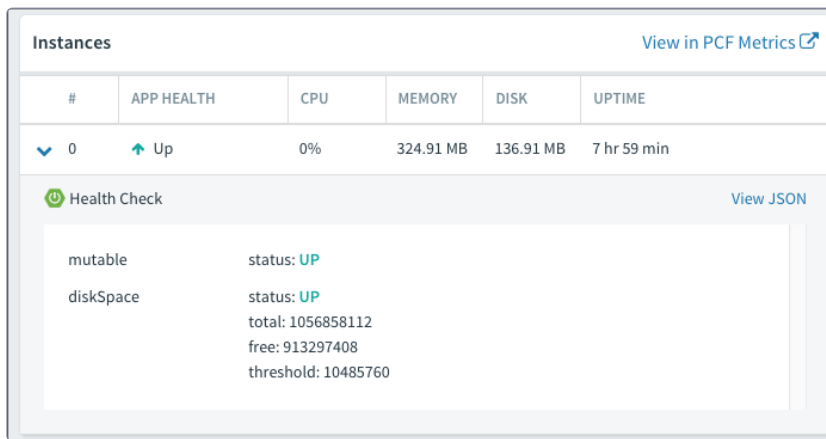 Instances View in PCF Metrics
# APP HEALTH CPU MEMORY DISK UPTIME
0 Up 0% 324.91 MB 136.91 MB 7 hr 59 min
Health Check View JSON
mutable status: UP
diskSpace status: UP
total: 1056858112
free: 913297408
threshold: 10485760